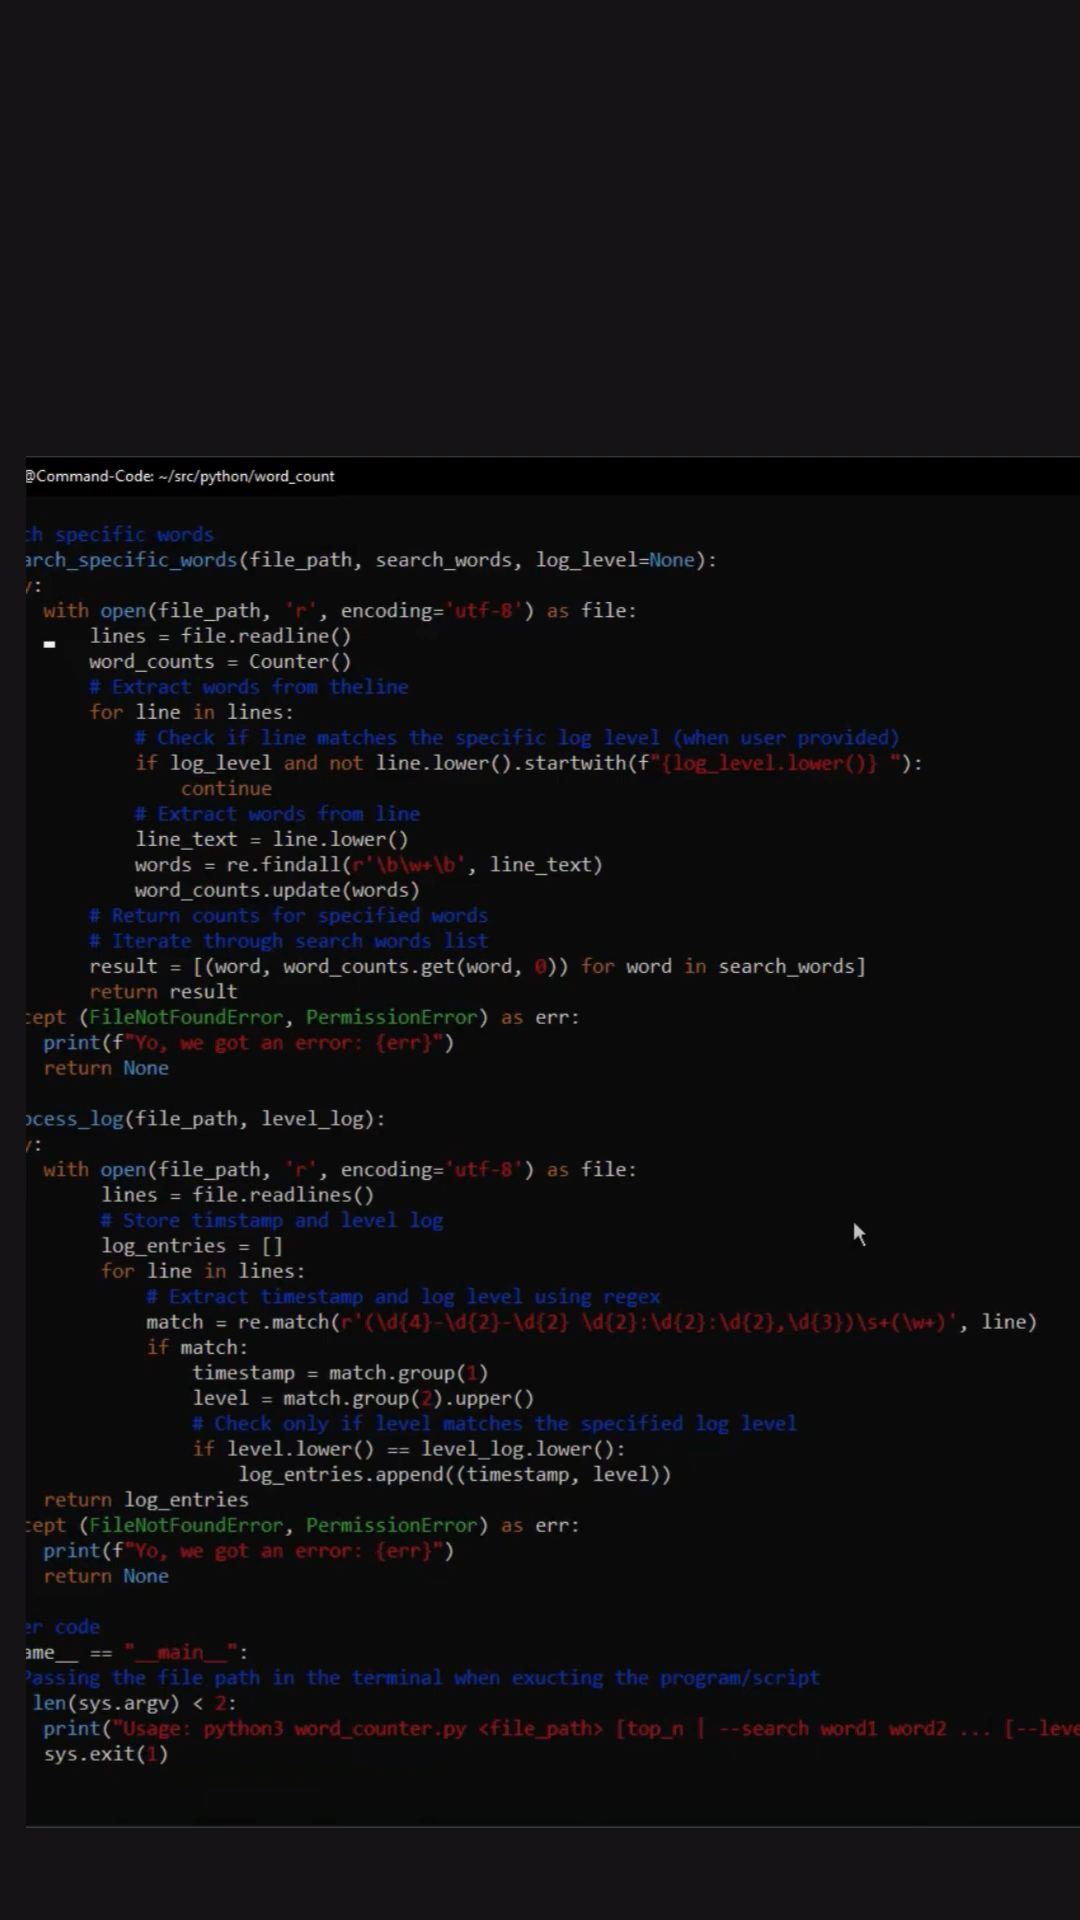 @Command-Code: ~/src/python/word_count
ch specific words
arch_specific_words(file_path, search_words, log_level=None):
y:
with open(file_path, 'r', encoding='utf-8') as file:
lines = file.readline()
word_counts = Counter()
# Extract words from theline
for line in lines:
# Check if line matches the specific log level (when user provided)
if log_level and not line.lower().startwith(f"{log_level.lower()} "):
continue
# Extract words from line
line_text = line.lower()
words = re.findall(r'\b\w+\b', line_text)
word_counts.update(words)
# Return counts for specified words
# Iterate through search words list
result = [(word, word_counts.get(word, 0)) for word in search_words]
return result
cept (FileNotFoundError, PermissionError) as err:
print(f"Yo, we got an error: {err}")
return None
ocess_log(file_path, level_log):
y:
with open(file_path, 'r', encoding='utf-8') as file:
lines = file.readlines()
# Store timstamp and level log
log_entries = []
for line in lines:
# Extract timestamp and log level using regex
match = re.match(r'(\d{4}-\d{2}-\d{2} \d{2}:\d{2}:\d{2},\d{3})\s+(\w+)', line)
if match:
timestamp = match.group(1)
level = match.group(2).upper()
# Check only if level matches the specified log level
if level.lower() == level_log.lower():
log_entries.append((timestamp, level))
return log_entries
cept (FileNotFoundError, PermissionError) as err:
print(f"Yo, we got an error: {err}")
return None
er code
ame__ == "__main__":
Passing the file path in the terminal when exucting the program/script
len(sys.argv) < 2:
print("Usage: python3 word_counter.py <file_path> [top_n | --search word1 word2 ... [--leve
sys.exit(1)